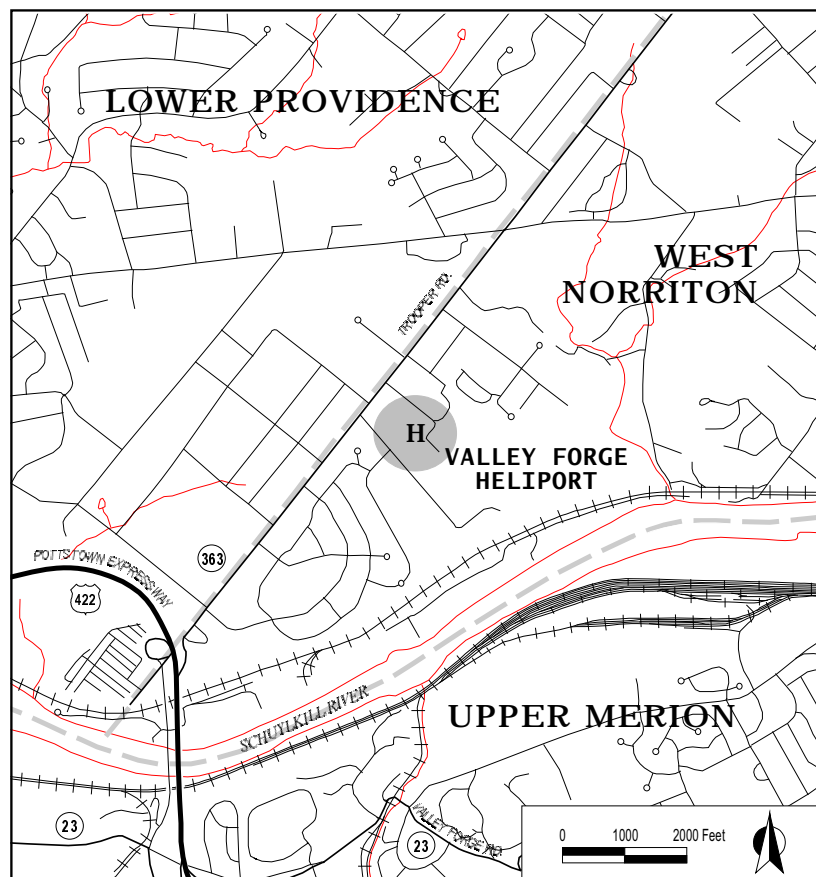 LOWER PROVIDENCE
WEST
NORRITON
TROOPER RD.
H
VALLEY FORGE
HELIPORT
363
POTTSTOWN EXPRESSWAY
422
SCHUYLKILL RIVER
UPPER MERION
23
VALLEY FORGE RD.
23
0 1000 2000 Feet